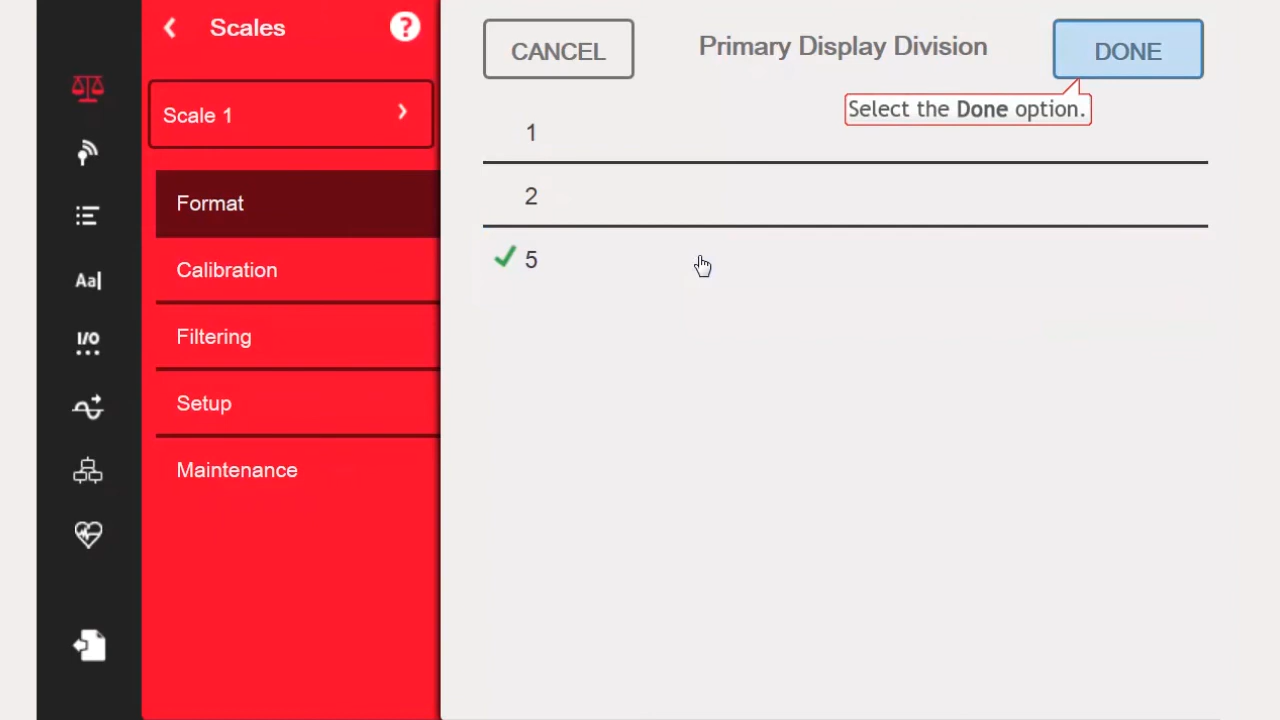 Scales
?
Scale 1
Format
Calibration
Filtering
Setup
Maintenance
Aa
I/O
CANCEL
Primary Display Division
DONE
Select the Done option.
1
2
5